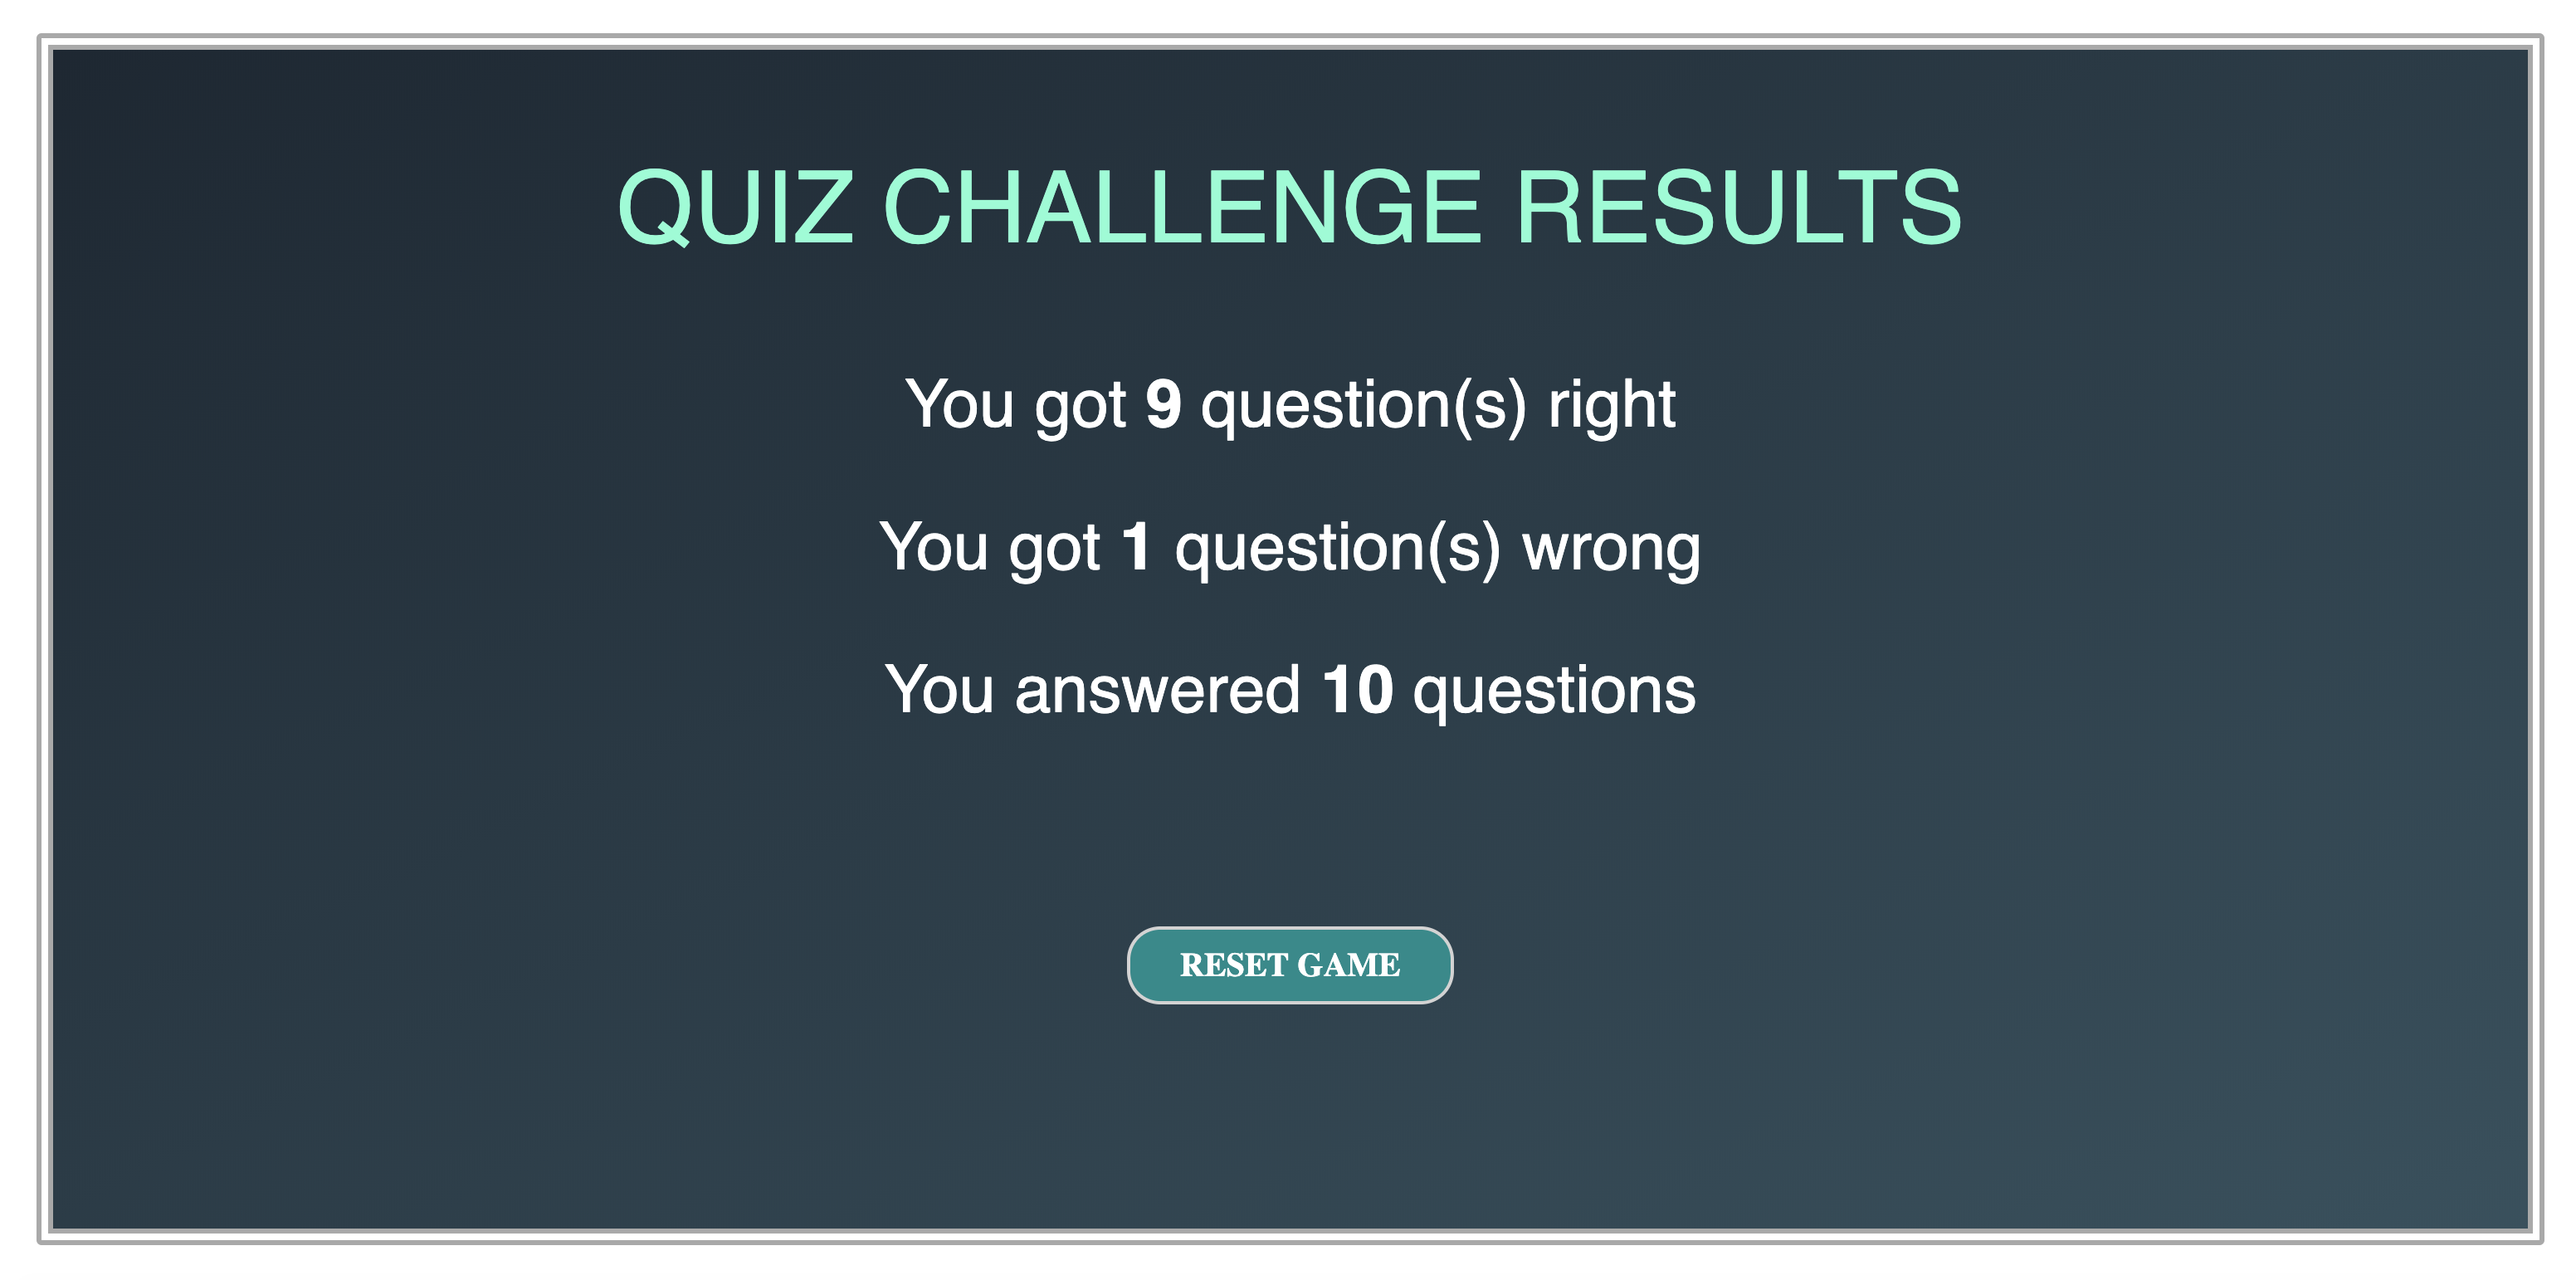 QUIZ CHALLENGE RESULTS
You got 9 question(s) right
You got 1 question(s) wrong
You answered 10 questions
RESET GAME